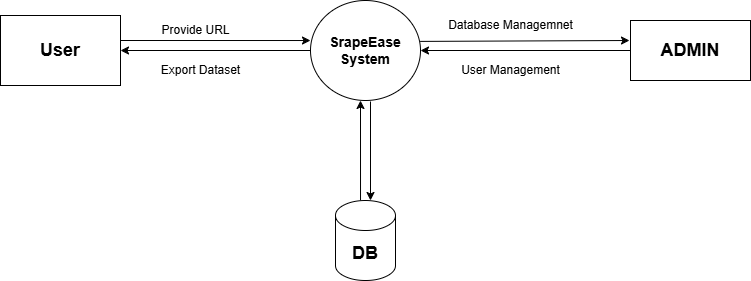 Provide URL
User
Export Dataset
SrapeEase
System
Database Managemnet
User Management
ADMIN
DB